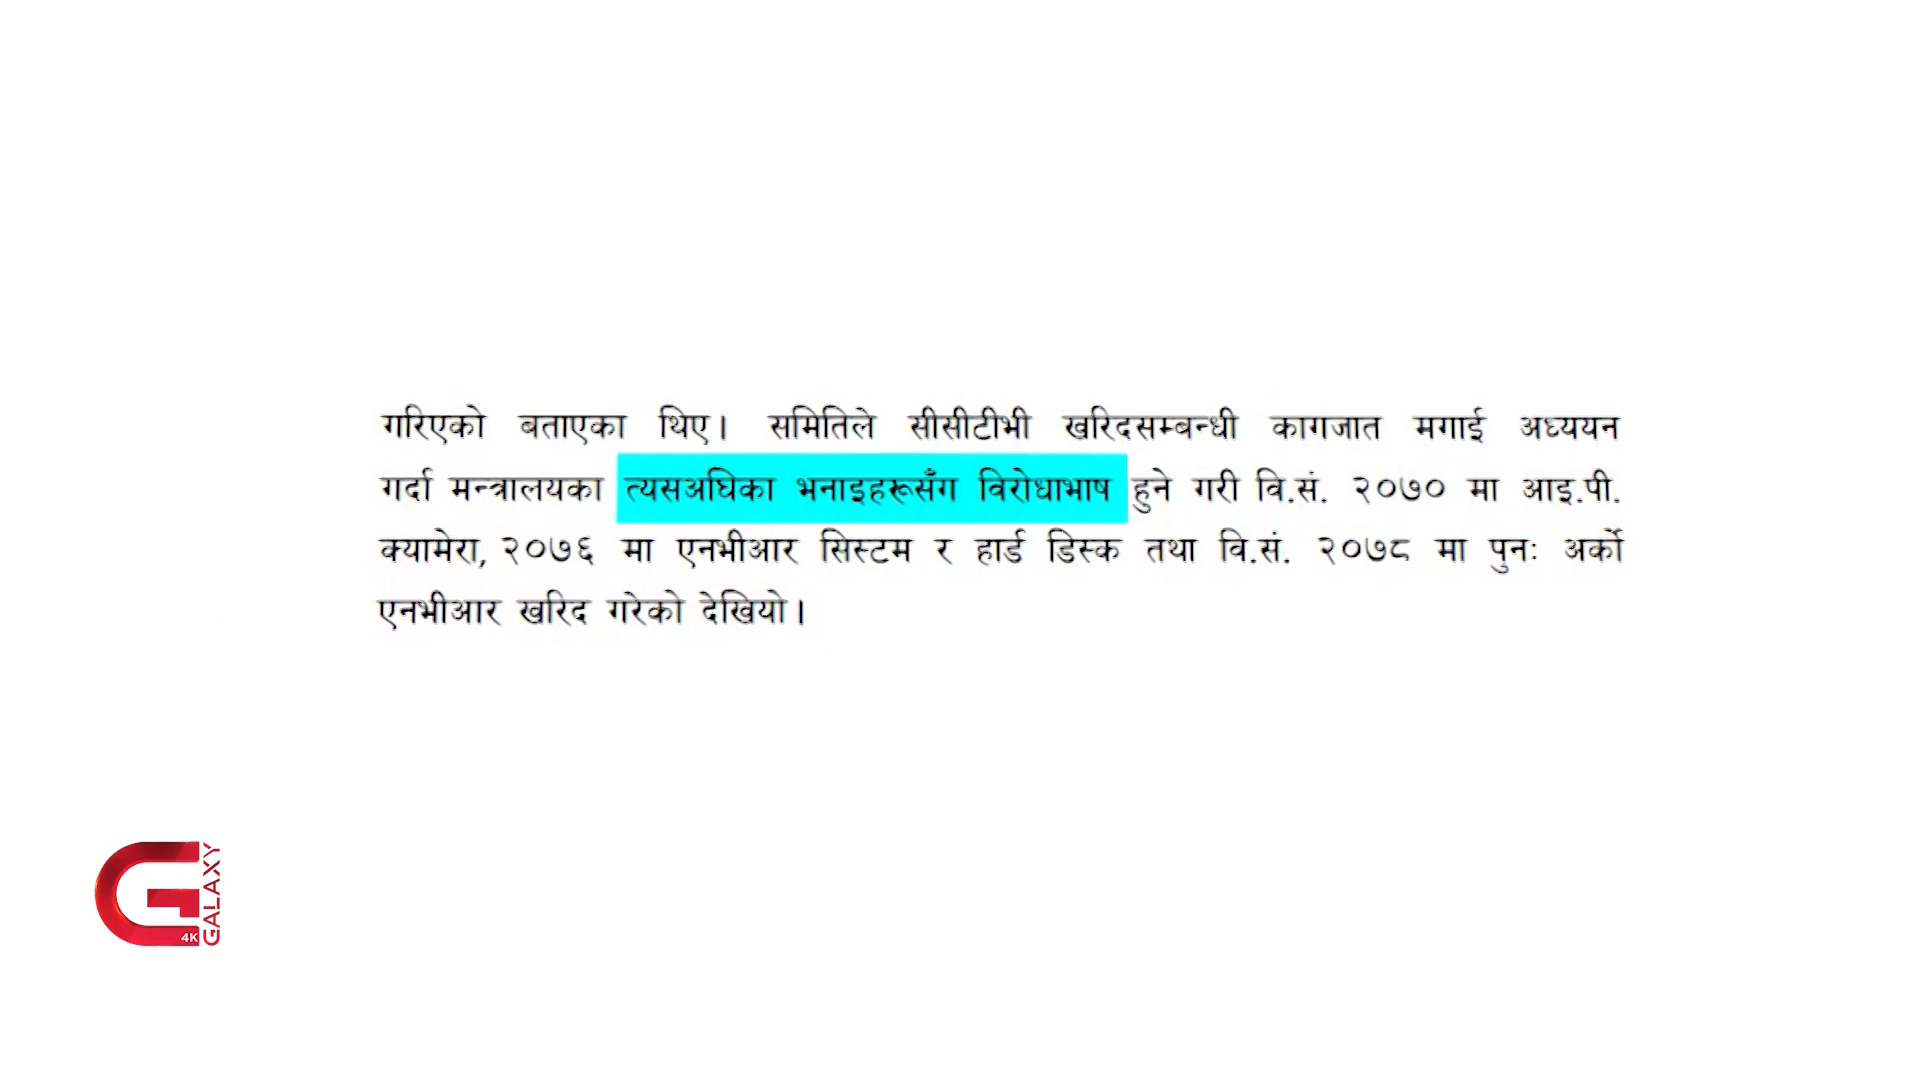 गरिएको बताएका थिए। समितिले सीसीटीभी खरिदसम्बन्धी कागजात मगाई अध्ययन
गर्दा मन्त्रालयका त्यसअघिका भनाइहरूसँग विरोधाभाष हुने गरी वि.सं. २०७० मा आइ.पी.
क्यामेरा, २०७६ मा एनभीआर सिस्टम र हार्ड डिस्क तथा वि.सं. २०७८ मा पुनः अर्को
एनभीआर खरिद गरेको देखियो।
GALAXY
4K